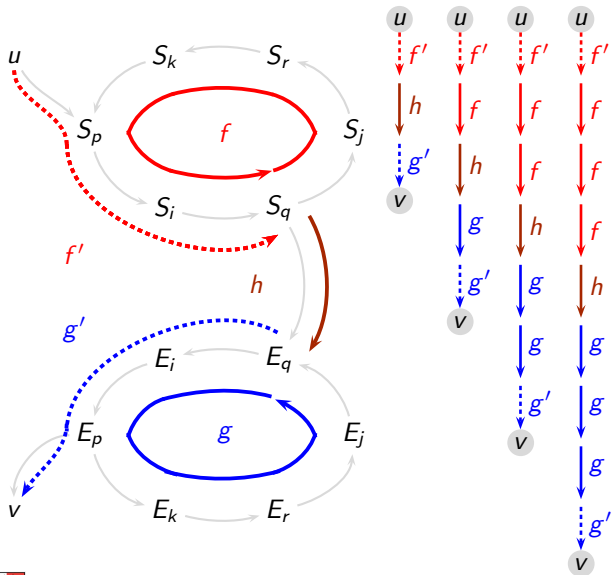 u
S_k S_r
S_p f S_j
S_i S_q
f′
h
g′
E_i E_q
E_p g E_j
v
E_k E_r
u u u u
f′ f′ f′ f′
h f f f
g′ h f f
v g h f
g′ g h
v g g
g′ g
v g
g′
v